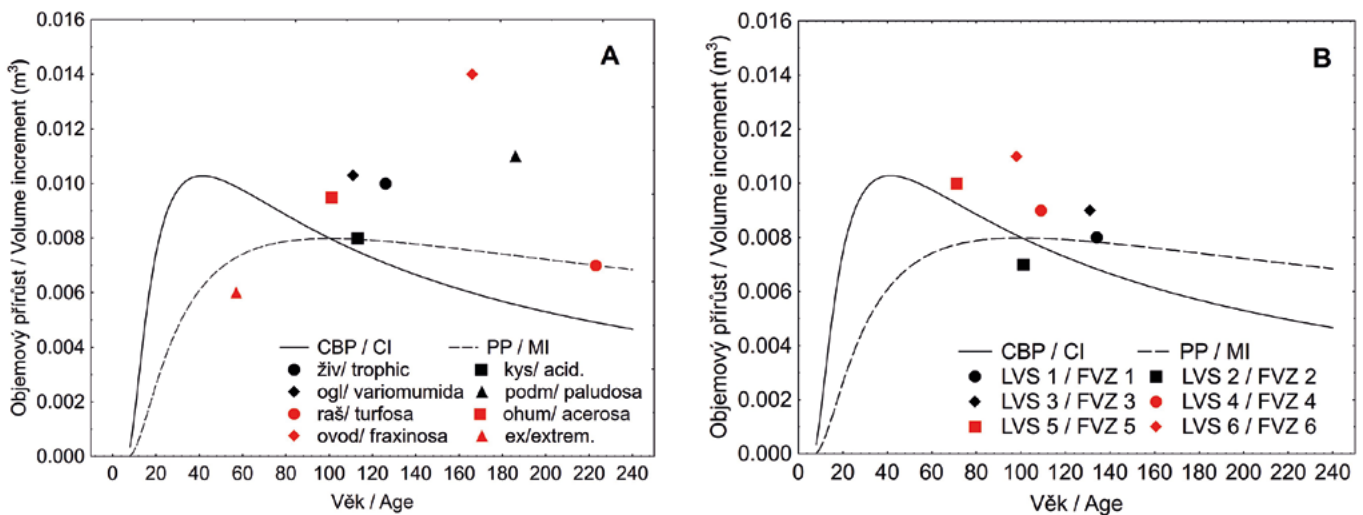 A
Objemový přírůst / Volume increment (m³)
0.016
0.014
0.012
0.010
0.008
0.006
0.004
0.002
0.000
CBP / CI
PP / MI
živ/ trophic
kys/ acid.
ogl/ variomumida
podm/ paludosa
raš/ turfosa
ohum/ acerosa
ovod/ fraxinosa
ex/extrem.
0 20 40 60 80 100 120 140 160 180 200 220 240
Věk / Age
B
Objemový přírůst / Volume increment (m³)
0.016
0.014
0.012
0.010
0.008
0.006
0.004
0.002
0.000
CBP / CI
PP / MI
LVS 1 / FVZ 1
LVS 2 / FVZ 2
LVS 3 / FVZ 3
LVS 4 / FVZ 4
LVS 5 / FVZ 5
LVS 6 / FVZ 6
0 20 40 60 80 100 120 140 160 180 200 220 240
Věk / Age